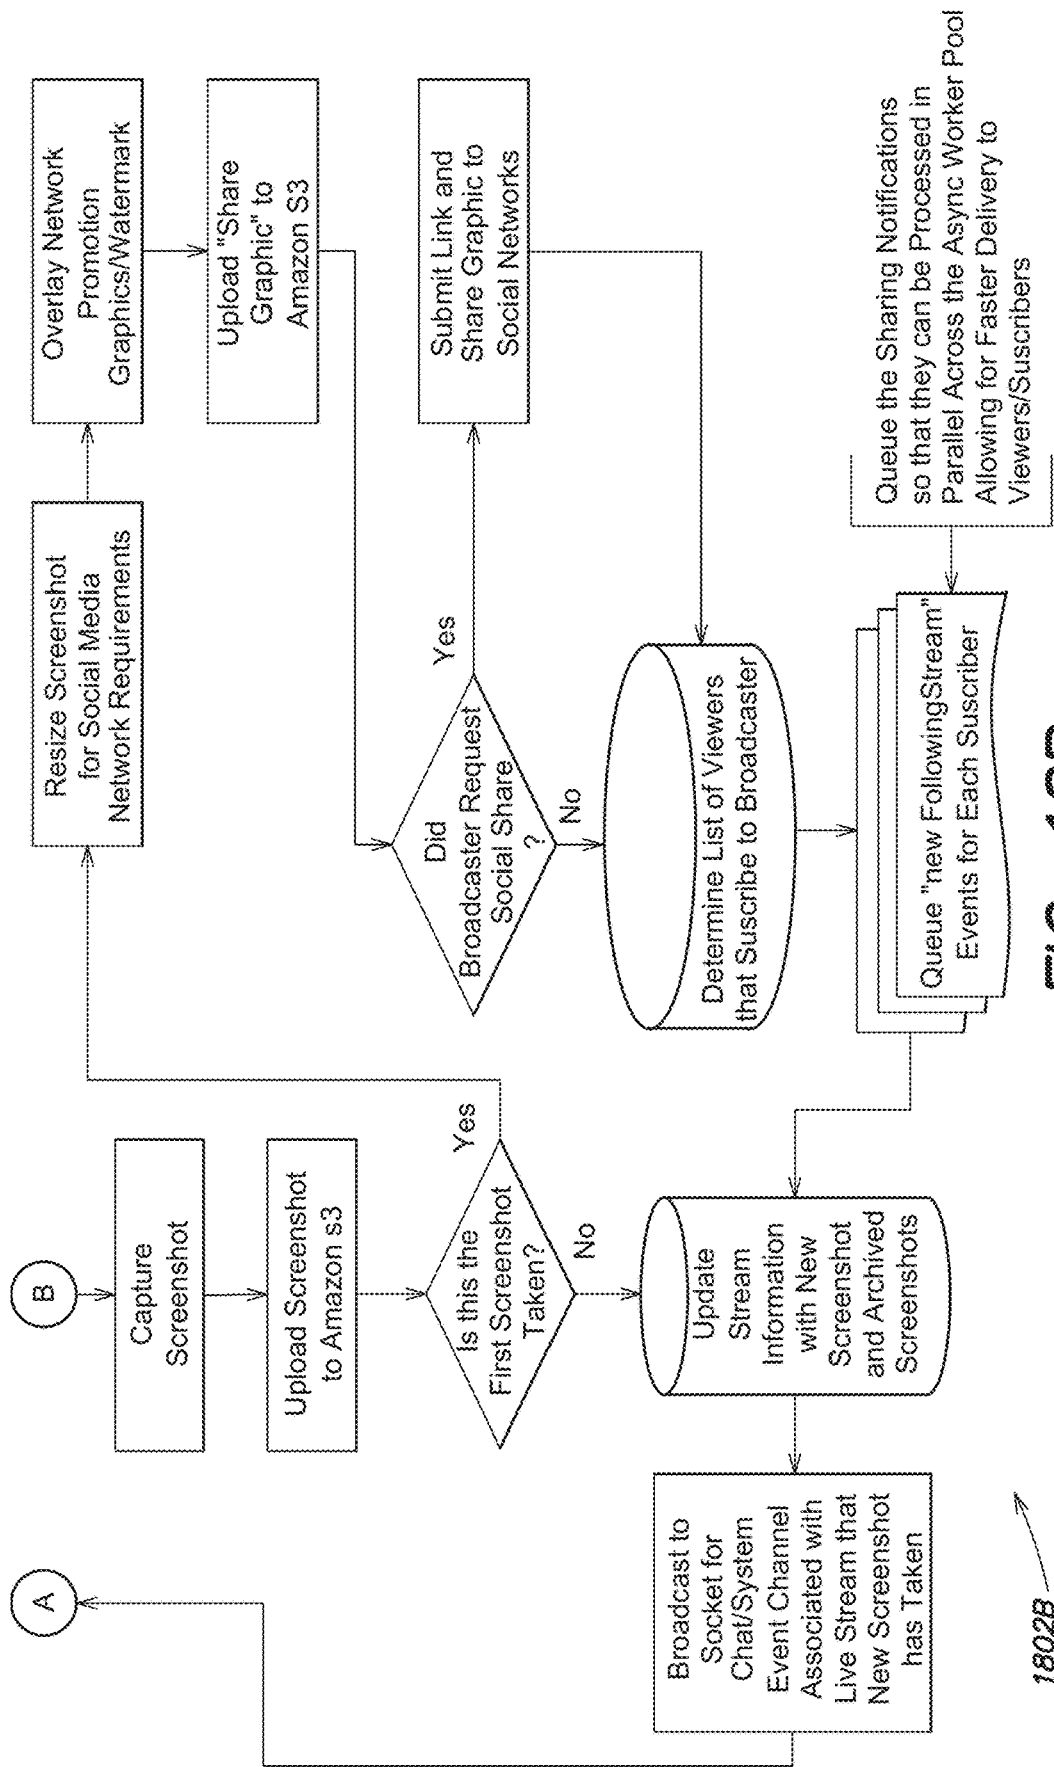 A
B
Capture
Screenshot
Upload Screenshot
to Amazon s3
Is this the
First Screenshot
Taken?
Yes
No
Resize Screenshot
for Social Media
Network Requirements
Overlay Network
Promotion
Graphics/Watermark
Upload "Share
Graphic" to
Amazon S3
Did
Broadcaster Request
Social Share
?
Yes
No
Submit Link and
Share Graphic to
Social Networks
Determine List of Viewers
that Suscribe to Broadcaster
Queue "new FollowingStream"
Events for Each Suscriber
Queue the Sharing Notifications
so that they can be Processed in
Parallel Across the Async Worker Pool
Allowing for Faster Delivery to
Viewers/Suscribers
Update
Stream
Information
with New
Screenshot
and Archived
Screenshots
Broadcast to
Socket for
Chat/System
Event Channel
Associated with
Live Stream that
New Screenshot
has Taken
1802B